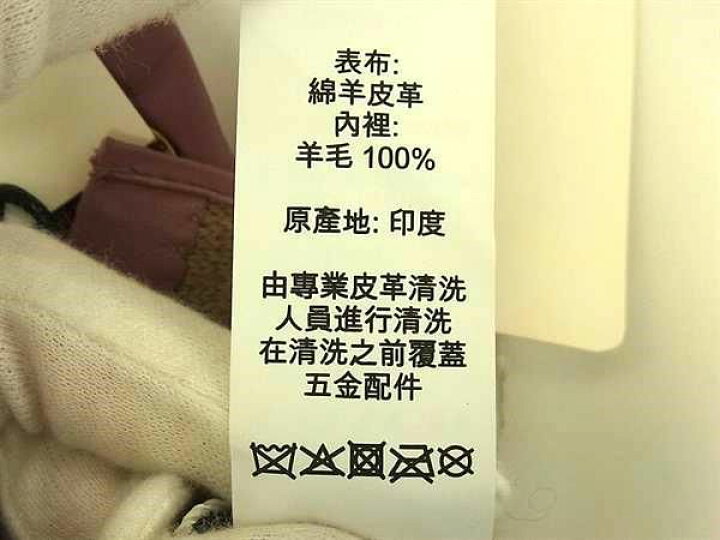 表布:
綿羊皮革
內裡:
羊毛 100%
原產地: 印度
由專業皮革清洗
人員進行清洗
在清洗之前覆蓋
五金配件